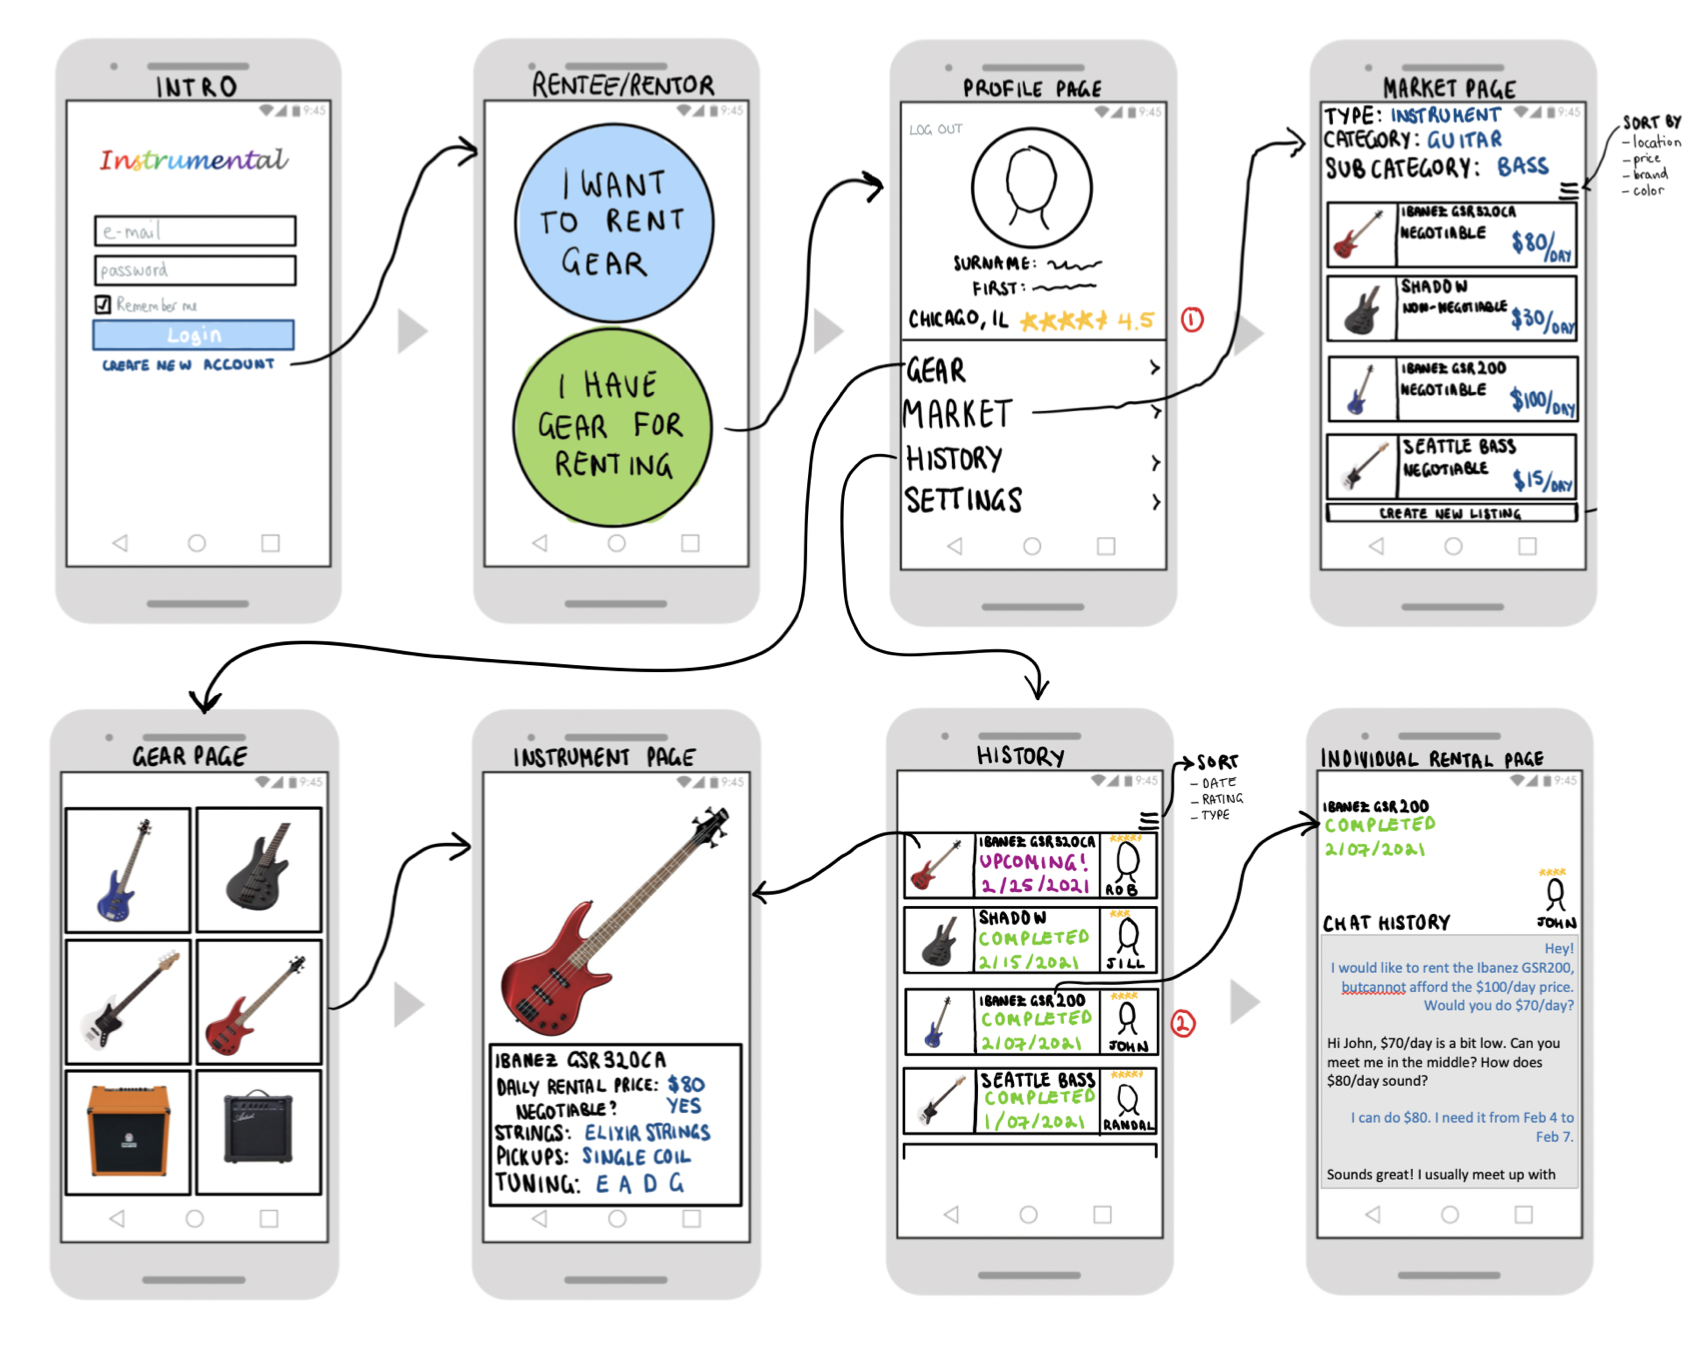 INTRO
9:45
Instrumental
e-mail
password
Remember me
Login
CREATE NEW ACCOUNT
RENTEE/RENTOR
9:45
I WANT
TO RENT
GEAR
I HAVE
GEAR FOR
RENTING
PROFILE PAGE
9:45
LOG OUT
SURNAME:
FIRST:
CHICAGO, IL 4.5
1
GEAR >
MARKET >
HISTORY >
SETTINGS >
MARKET PAGE
9:45
TYPE: INSTRUMENT
CATEGORY: GUITAR
SUB CATEGORY: BASS
SORT BY
- location
- price
- brand
- color
IBANEZ GSR320CA
NEGOTIABLE
$80/DAY
SHADOW
NON-NEGOTIABLE
$30/DAY
IBANEZ GSR200
NEGOTIABLE
$100/DAY
SEATTLE BASS
NEGOTIABLE
$15/DAY
CREATE NEW LISTING
GEAR PAGE
9:45
INSTRUMENT PAGE
9:45
IBANEZ GSR320CA
DAILY RENTAL PRICE: $80
NEGOTIABLE? YES
STRINGS: ELIXIR STRINGS
PICKUPS: SINGLE COIL
TUNING: E A D G
HISTORY
9:45
SORT
- DATE
- RATING
- TYPE
IBANEZ GSR320CA
UPCOMING!
2/25/2021
ROB
SHADOW
COMPLETED
2/15/2021
JILL
IBANEZ GSR200
COMPLETED
2/07/2021
JOHN
2
SEATTLE BASS
COMPLETED
1/07/2021
RANDAL
INDIVIDUAL RENTAL PAGE
9:45
IBANEZ GSR200
COMPLETED
2/07/2021
JOHN
CHAT HISTORY
Hey!
I would like to rent the Ibanez GSR200,
butcannot afford the $100/day price.
Would you do $70/day?
Hi John, $70/day is a bit low. Can you
meet me in the middle? How does
$80/day sound?
I can do $80. I need it from Feb 4 to
Feb 7.
Sounds great! I usually meet up with